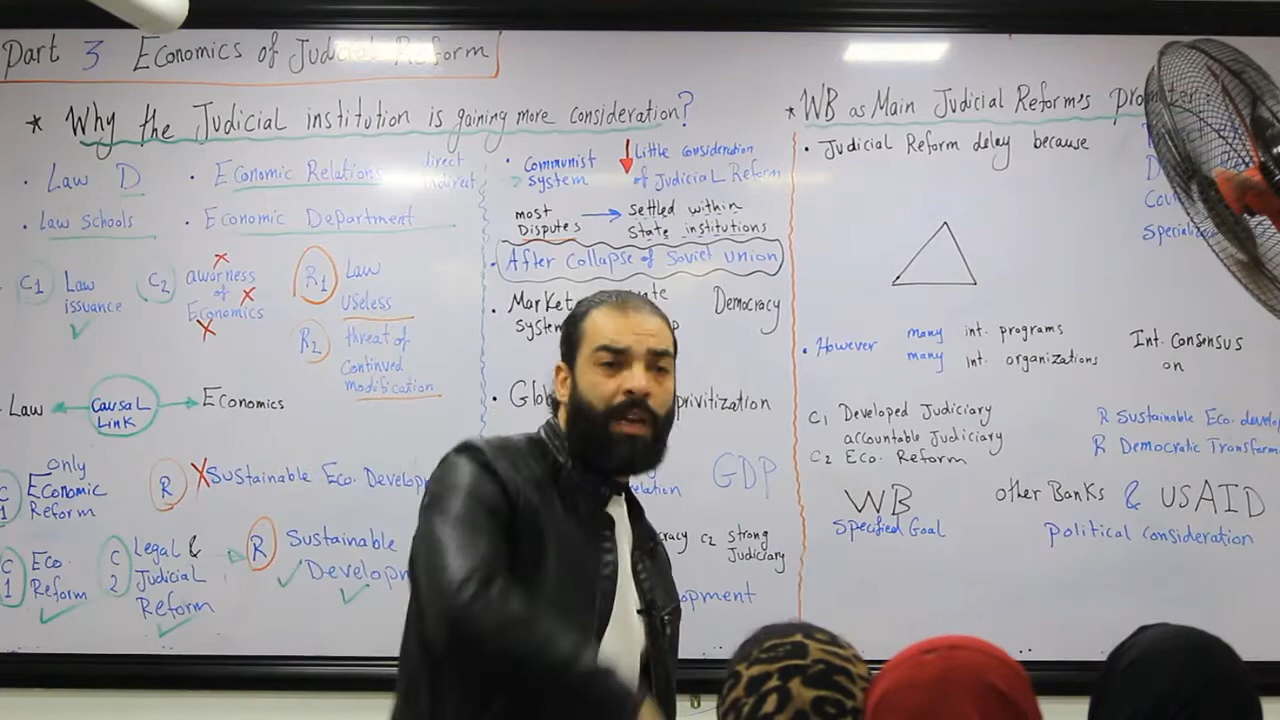 Part 3 Economics of Judicial Reform
* Why the Judicial institution is gaining more consideration?
• Law D
• Economic Relations direct
indirect
• Law Schools
• Economic Department
C1 Law
issuance
C2 awarness
of
Economics
R1 Law
useless
R2 threat of
Continued
modification
Law
Causal
Link
Economics
C
1
only
Economic
Reform
R
X Sustainable Eco.
C
1
Eco
Reform
C
2
Legal &
Judicial
Reform
R
Sustainable
• Communist
System
Little consideration
of Judicial Reform
most
Disputes
settled within
State institutions
• After Collapse of Soviet Union
• Market
System
Democracy
•
privitization
GDP
C2 strong
Judiciary
* WB as Main Judicial Reform's
• Judicial Reform delay because
• However
many int. programs
many int. organizations
Int. Consensus
on
C1 Developed Judiciary
accountable Judiciary
C2 Eco. Reform
R Sustainable Eco.
R Democratic
WB
Specified Goal
other Banks & USAID
Political consideration